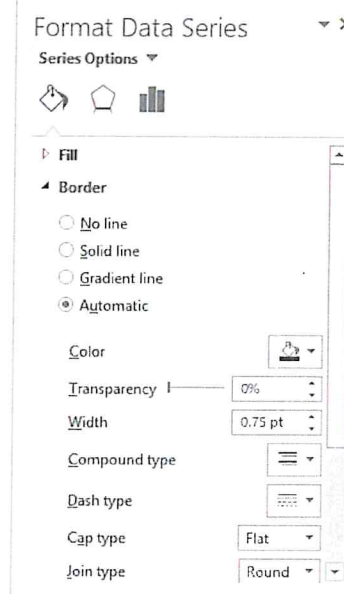 Format Data Series
Series Options
Fill
Border
No line
Solid line
Gradient line
Automatic
Color
Transparency 0%
Width 0.75 pt
Compound type
Dash type
Cap type Flat
Join type Round